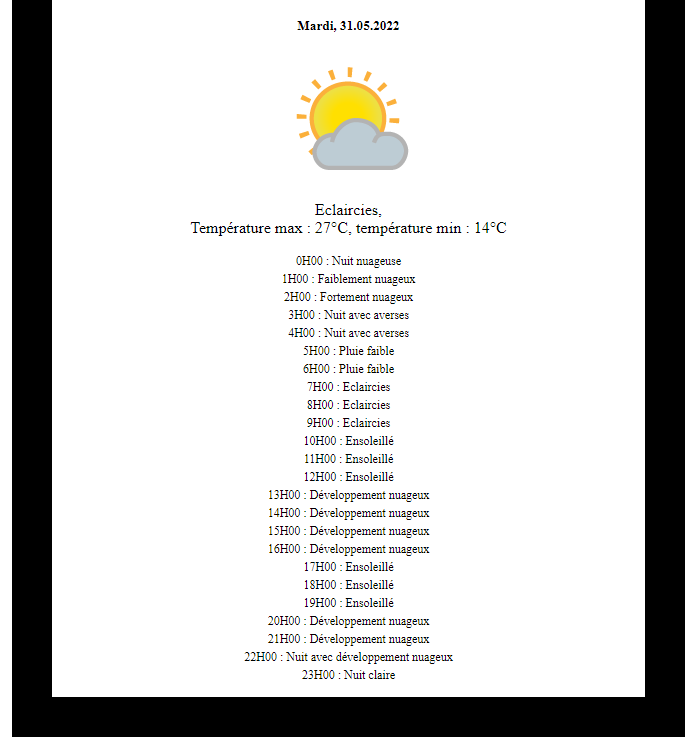 Mardi, 31.05.2022
Eclaircies,
Température max : 27°C, température min : 14°C
0H00 : Nuit nuageuse
1H00 : Faiblement nuageux
2H00 : Fortement nuageux
3H00 : Nuit avec averses
4H00 : Nuit avec averses
5H00 : Pluie faible
6H00 : Pluie faible
7H00 : Eclaircies
8H00 : Eclaircies
9H00 : Eclaircies
10H00 : Ensoleillé
11H00 : Ensoleillé
12H00 : Ensoleillé
13H00 : Développement nuageux
14H00 : Développement nuageux
15H00 : Développement nuageux
16H00 : Développement nuageux
17H00 : Ensoleillé
18H00 : Ensoleillé
19H00 : Ensoleillé
20H00 : Développement nuageux
21H00 : Développement nuageux
22H00 : Nuit avec développement nuageux
23H00 : Nuit claire